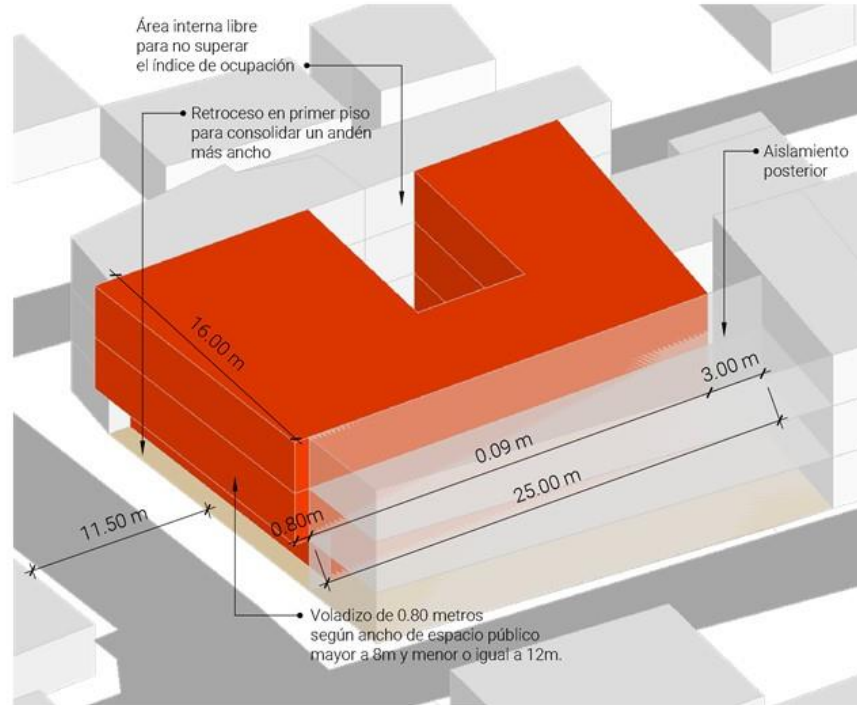 Área interna libre
para no superar
el índice de ocupación
Retroceso en primer piso
para consolidar un andén
más ancho
Aislamiento
posterior
16.00 m
3.00 m
0.09 m
25.00 m
0.80m
11.50 m
Voladizo de 0.80 metros
según ancho de espacio público
mayor a 8m y menor o igual a 12m.